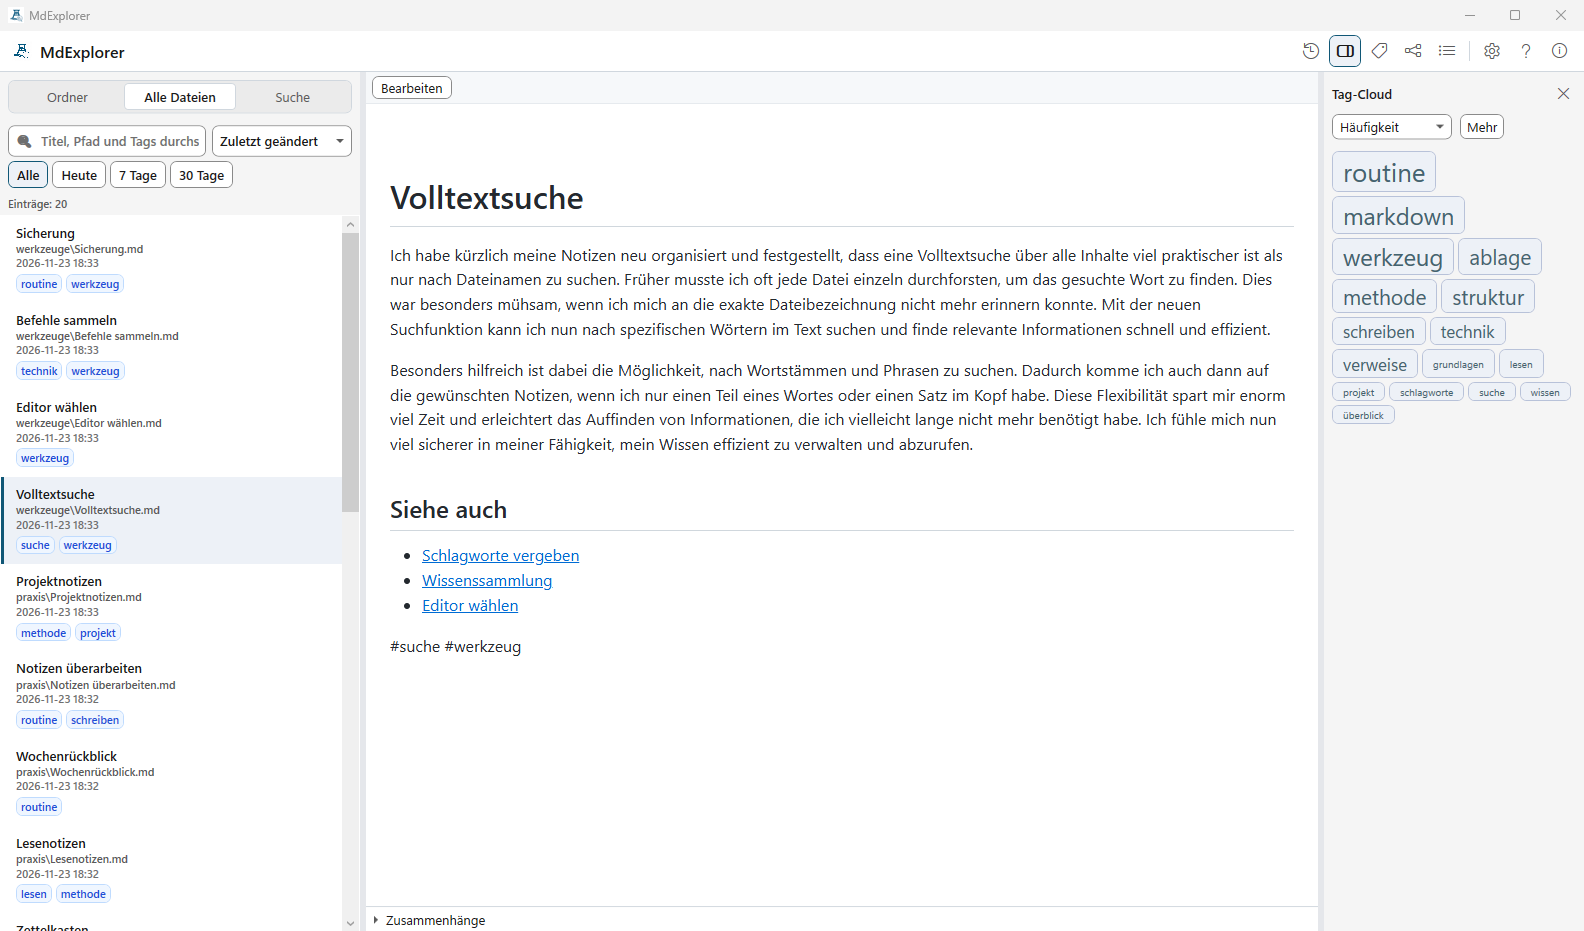 MdExplorer
MdExplorer
Ordner
Alle Dateien
Suche
Titel, Pfad und Tags durchs
Zuletzt geändert
Alle
Heute
7 Tage
30 Tage
Einträge: 20
Sicherung
werkzeuge\Sicherung.md
2026-11-23 18:33
routine werkzeug
Befehle sammeln
werkzeuge\Befehle sammeln.md
2026-11-23 18:33
technik werkzeug
Editor wählen
werkzeuge\Editor wählen.md
2026-11-23 18:33
werkzeug
Volltextsuche
werkzeuge\Volltextsuche.md
2026-11-23 18:33
suche werkzeug
Projektnotizen
praxis\Projektnotizen.md
2026-11-23 18:33
methode projekt
Notizen überarbeiten
praxis\Notizen überarbeiten.md
2026-11-23 18:32
routine schreiben
Wochenrückblick
praxis\Wochenrückblick.md
2026-11-23 18:32
routine
Lesenotizen
praxis\Lesenotizen.md
2026-11-23 18:32
lesen methode
Zettelkasten
Bearbeiten
Volltextsuche
Ich habe kürzlich meine Notizen neu organisiert und festgestellt, dass eine Volltextsuche über alle Inhalte viel praktischer ist als
nur nach Dateinamen zu suchen. Früher musste ich oft jede Datei einzeln durchforsten, um das gesuchte Wort zu finden. Dies
war besonders mühsam, wenn ich mich an die exakte Dateibezeichnung nicht mehr erinnern konnte. Mit der neuen
Suchfunktion kann ich nun nach spezifischen Wörtern im Text suchen und finde relevante Informationen schnell und effizient.
Besonders hilfreich ist dabei die Möglichkeit, nach Wortstämmen und Phrasen zu suchen. Dadurch komme ich auch dann auf
die gewünschten Notizen, wenn ich nur einen Teil eines Wortes oder einen Satz im Kopf habe. Diese Flexibilität spart mir enorm
viel Zeit und erleichtert das Auffinden von Informationen, die ich vielleicht lange nicht mehr benötigt habe. Ich fühle mich nun
viel sicherer in meiner Fähigkeit, mein Wissen effizient zu verwalten und abzurufen.
Siehe auch
Schlagworte vergeben
Wissenssammlung
Editor wählen
#suche #werkzeug
Zusammenhänge
Tag-Cloud
Häufigkeit
Mehr
routine
markdown
werkzeug ablage
methode struktur
schreiben technik
verweise grundlagen lesen
projekt schlagworte suche wissen
überblick